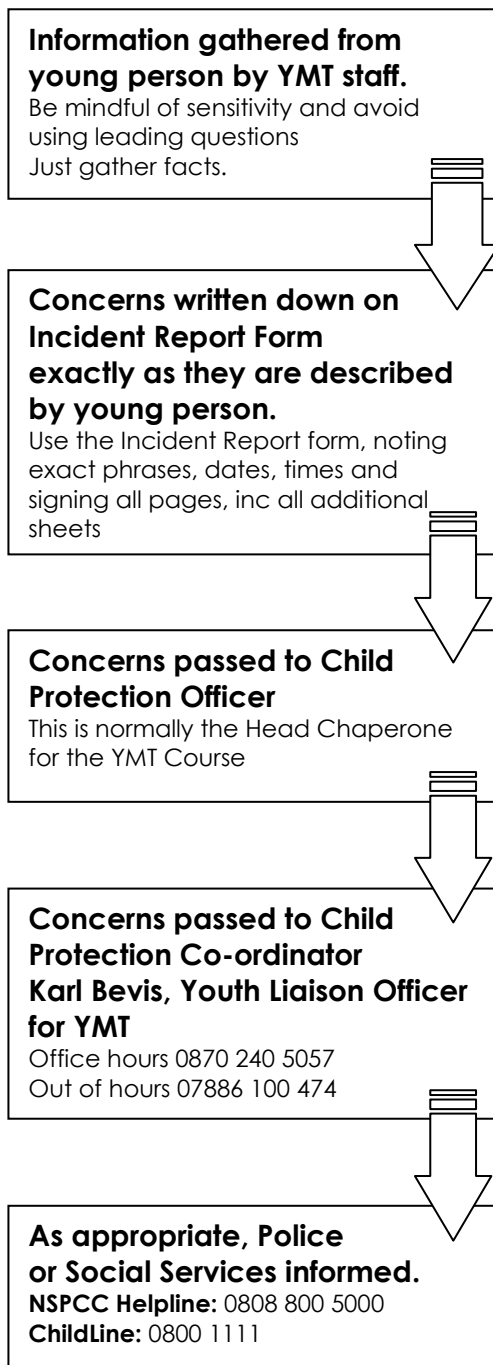 Information gathered from
young person by YMT staff.
Be mindful of sensitivity and avoid
using leading questions
Just gather facts.
Concerns written down on
Incident Report Form
exactly as they are described
by young person.
Use the Incident Report form, noting
exact phrases, dates, times and
signing all pages, inc all additional
sheets
Concerns passed to Child
Protection Officer
This is normally the Head Chaperone
for the YMT Course
Concerns passed to Child
Protection Co-ordinator
Karl Bevis, Youth Liaison Officer
for YMT
Office hours 0870 240 5057
Out of hours 07886 100 474
As appropriate, Police
or Social Services informed.
NSPCC Helpline: 0808 800 5000
ChildLine: 0800 1111